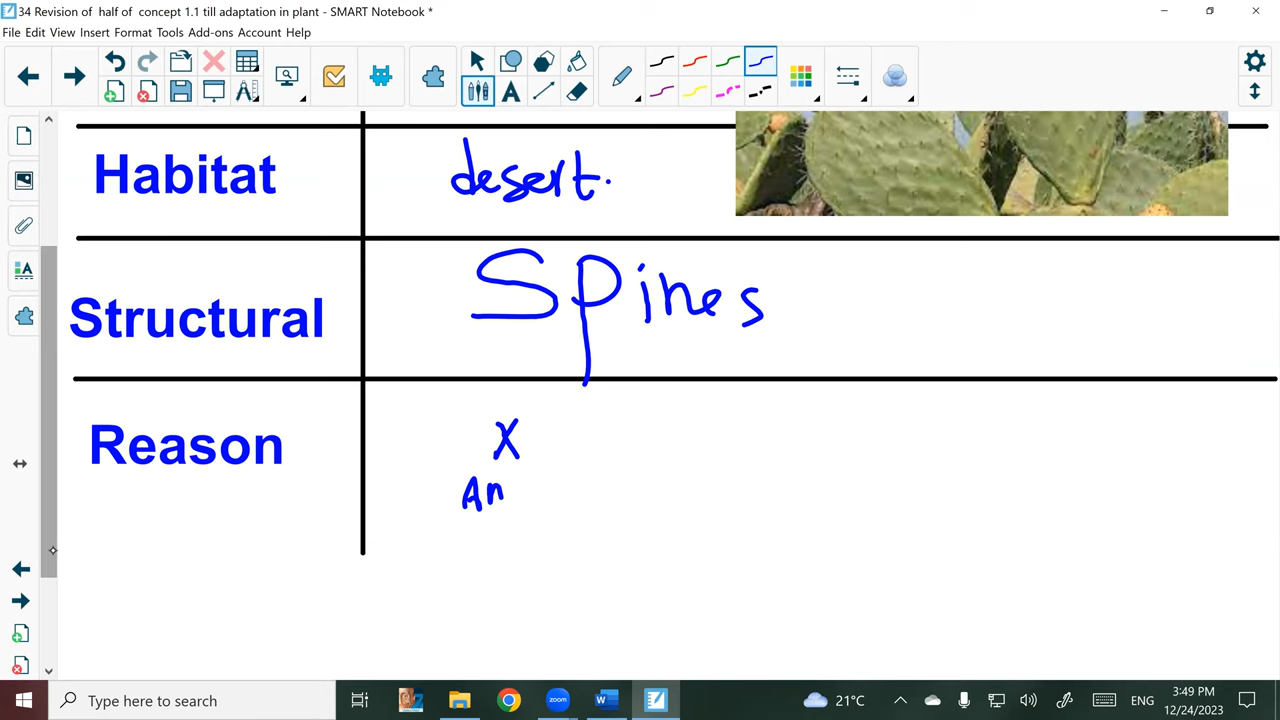 34 Revision of half of concept 1.1 till adaptation in plant - SMART Notebook *
File Edit View Insert Format Tools Add-ons Account Help
Habitat desert.
Structural Spines
Reason X
An
Type here to search
21°C
ENG
3:49 PM
12/24/2023